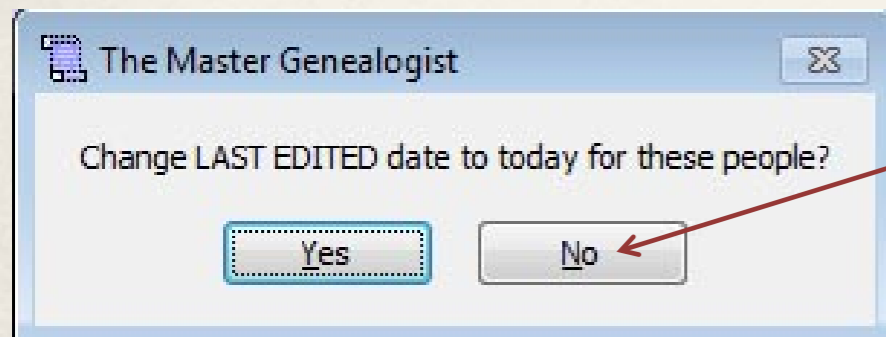 The Master Genealogist
Change LAST EDITED date to today for these people?
Yes
No